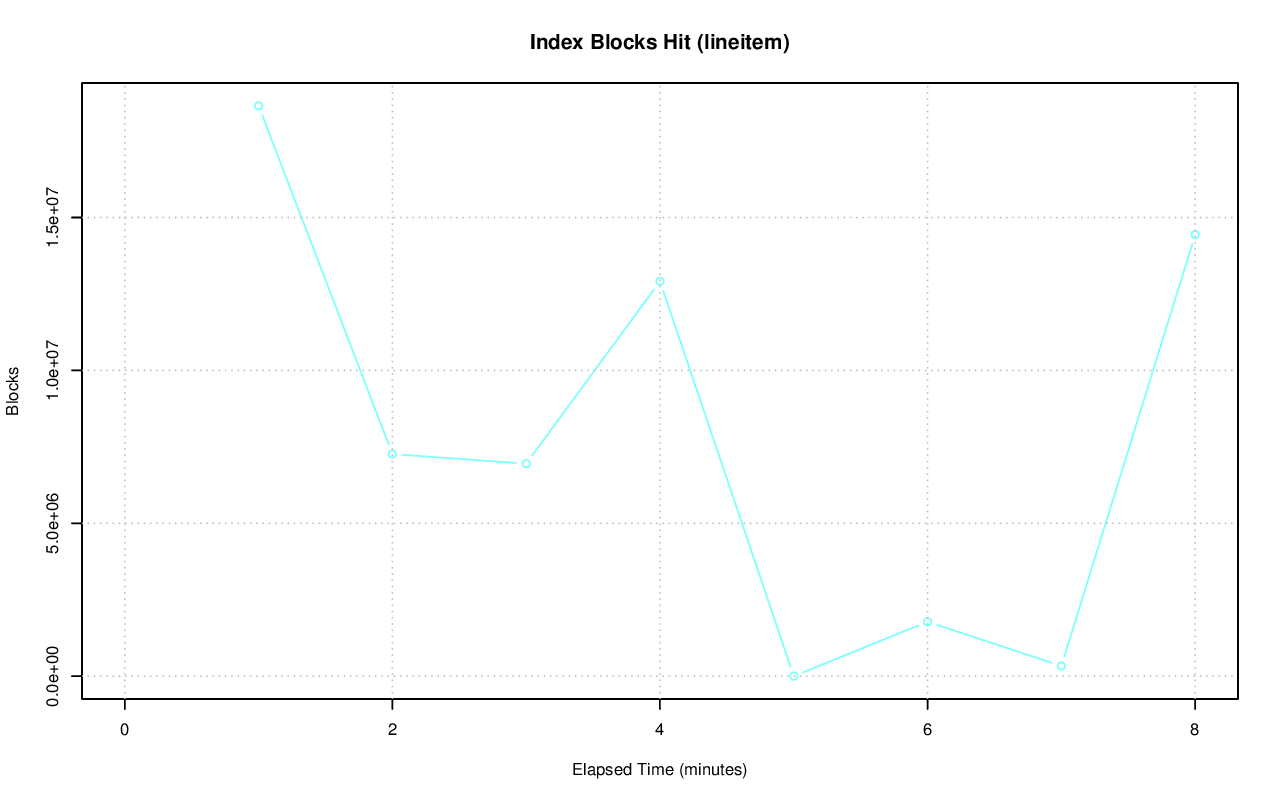 Index Blocks Hit (lineitem)
1.5e+07
1.0e+07
5.0e+06
0.0e+00
Blocks
0 2 4 6 8
Elapsed Time (minutes)